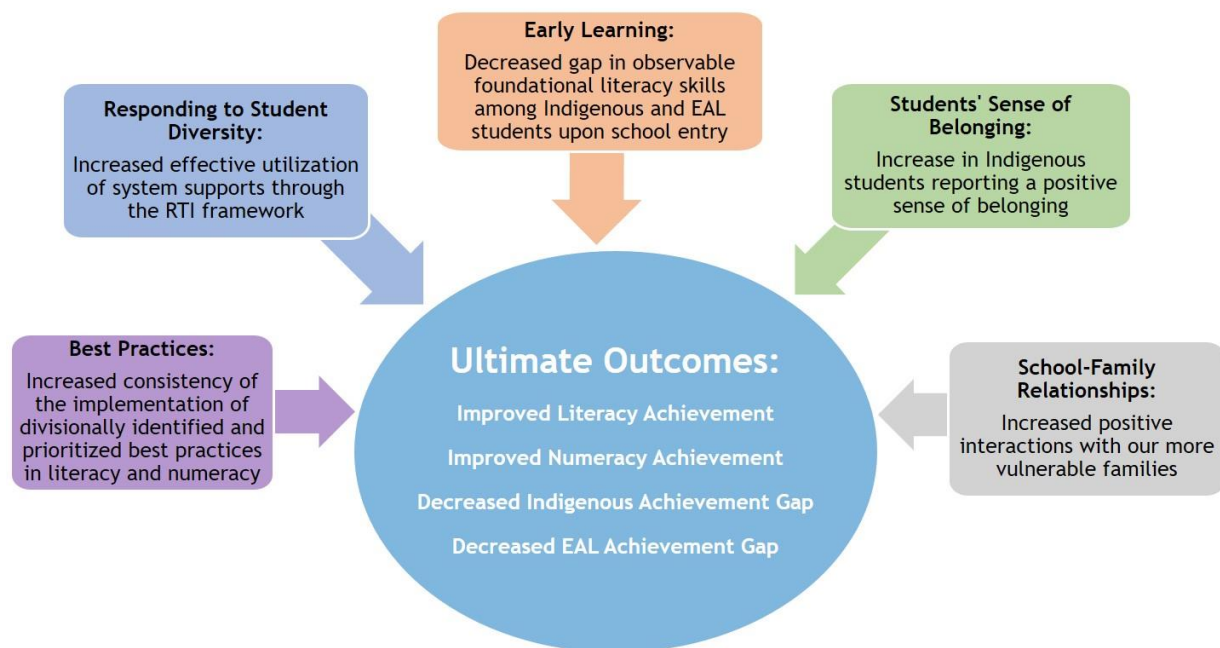 Early Learning:
Decreased gap in observable
foundational literacy skills
among Indigenous and EAL
students upon school entry
Responding to Student
Diversity:
Increased effective utilization
of system supports through
the RTI framework
Students' Sense of
Belonging:
Increase in Indigenous
students reporting a positive
sense of belonging
Best Practices:
Increased consistency of
the implementation of
divisionally identified and
prioritized best practices
in literacy and numeracy
School-Family
Relationships:
Increased positive
interactions with our more
vulnerable families
Ultimate Outcomes:
Improved Literacy Achievement
Improved Numeracy Achievement
Decreased Indigenous Achievement Gap
Decreased EAL Achievement Gap